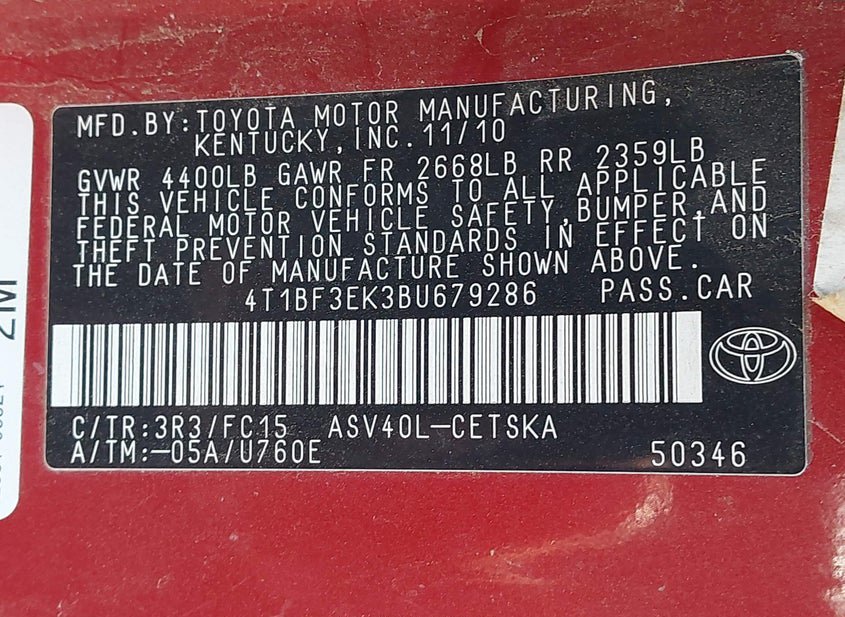 MFD.BY:TOYOTA MOTOR MANUFACTURING,
KENTUCKY,INC.11/10
GVWR 4400LB GAWR FR 2668LB RR 2359LB
THIS VEHICLE CONFORMS TO ALL APPLICABLE
FEDERAL MOTOR VEHICLE SAFETY,BUMPER,AND
THEFT PREVENTION STANDARDS IN EFFECT ON
THE DATE OF MANUFACTURE SHOWN ABOVE.
4T1BF3EK3BU679286 PASS.CAR
C/TR:3R3/FC15 ASV40L-CETSKA
A/TM:-05A/U760E 50346
2M